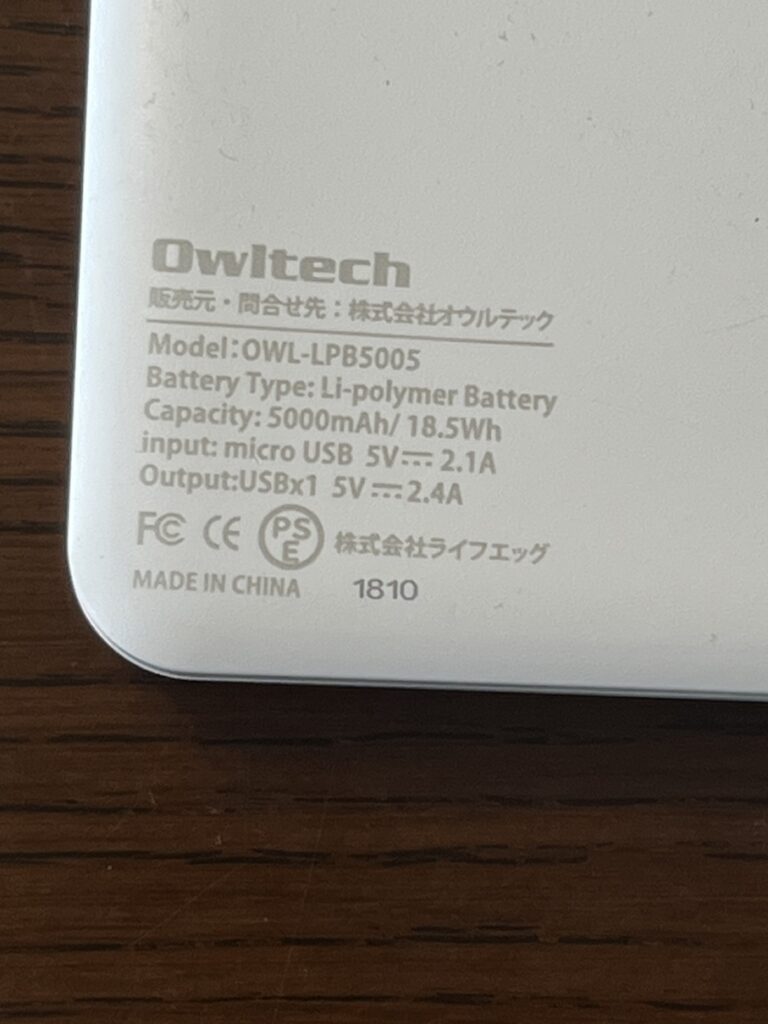 Owltech
販売元・問合せ先：株式会社オウルテック
Model:OWL-LPB5005
Battery Type: Li-polymer Battery
Capacity: 5000mAh/ 18.5Wh
input: micro USB 5V⎓ 2.1A
Output:USBx1 5V⎓2.4A
FC CE PSE 株式会社ライフエッグ
MADE IN CHINA 1810